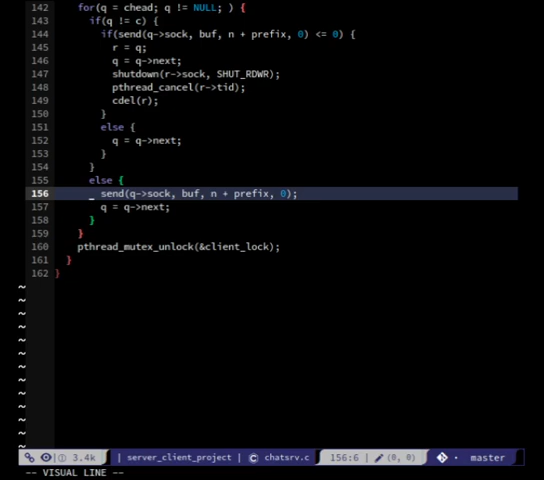 142 for(q = chead; q != NULL; ) {
143 if(q != c) {
144 if(send(q->sock, buf, n + prefix, 0) <= 0) {
145 r = q;
146 q = q->next;
147 shutdown(r->sock, SHUT_RDWR);
148 pthread_cancel(r->tid);
149 cdel(r);
150 }
151 else {
152 q = q->next;
153 }
154 }
155 else {
156 send(q->sock, buf, n + prefix, 0);
157 q = q->next;
158 }
159 }
160 pthread_mutex_unlock(&client_lock);
161 }
162 }
~
~
~
~
~
~
~
~
~
~
~
~
~
3.4k | server_client_project | chatsrv.c 156:6 | (0, 0) master
-- VISUAL LINE --